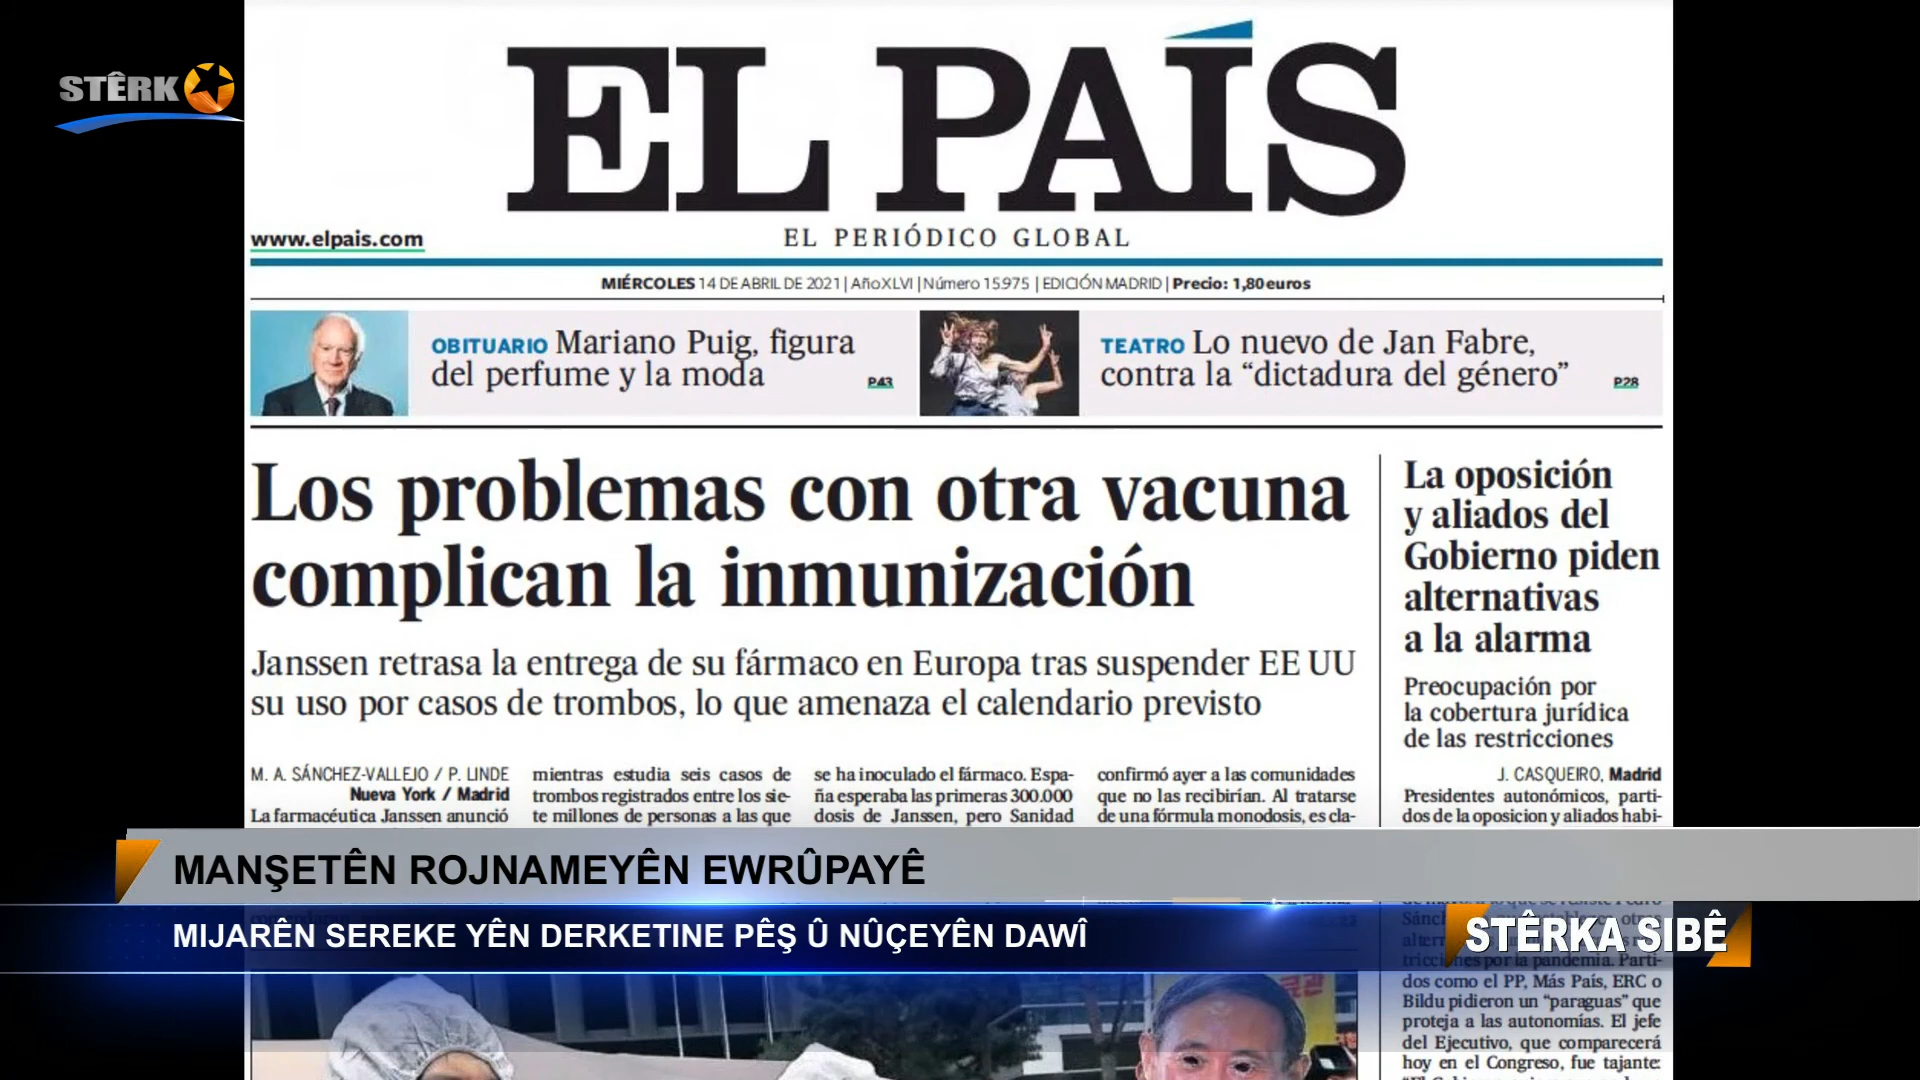 STÊRK
EL PAÍS
www.elpais.com
EL PERIÓDICO GLOBAL
MIÉRCOLES 14 DE ABRIL DE 2021 | Año XLVI | Número 15.975 | EDICIÓN MADRID | Precio: 1,80 euros
OBITUARIO Mariano Puig, figura
del perfume y la moda P43
TEATRO Lo nuevo de Jan Fabre,
contra la “dictadura del género” P28
Los problemas con otra vacuna
complican la inmunización
Janssen retrasa la entrega de su fármaco en Europa tras suspender EE UU
su uso por casos de trombos, lo que amenaza el calendario previsto
M. A. SÁNCHEZ-VALLEJO / P. LINDE
Nueva York / Madrid
La farmacéutica Janssen anunció
mientras estudia seis casos de
trombos registrados entre los sie-
te millones de personas a las que
se ha inoculado el fármaco. Espa-
ña esperaba las primeras 300.000
dosis de Janssen, pero Sanidad
confirmó ayer a las comunidades
que no las recibirían. Al tratarse
de una fórmula monodosis, es cla-
La oposición
y aliados del
Gobierno piden
alternativas
a la alarma
Preocupación por
la cobertura jurídica
de las restricciones
J. CASQUEIRO, Madrid
Presidentes autonómicos, parti-
dos de la oposicion y aliados habi-
tricciones por la pandemia. Parti-
dos como el PP, Más País, ERC o
Bildu pidieron un “paraguas” que
proteja a las autonomías. El jefe
del Ejecutivo, que comparecerá
hoy en el Congreso, fue tajante:
MANŞETÊN ROJNAMEYÊN EWRÛPAYÊ
MIJARÊN SEREKE YÊN DERKETINE PÊŞ Û NÛÇEYÊN DAWÎ
STÊRKA SIBÊ